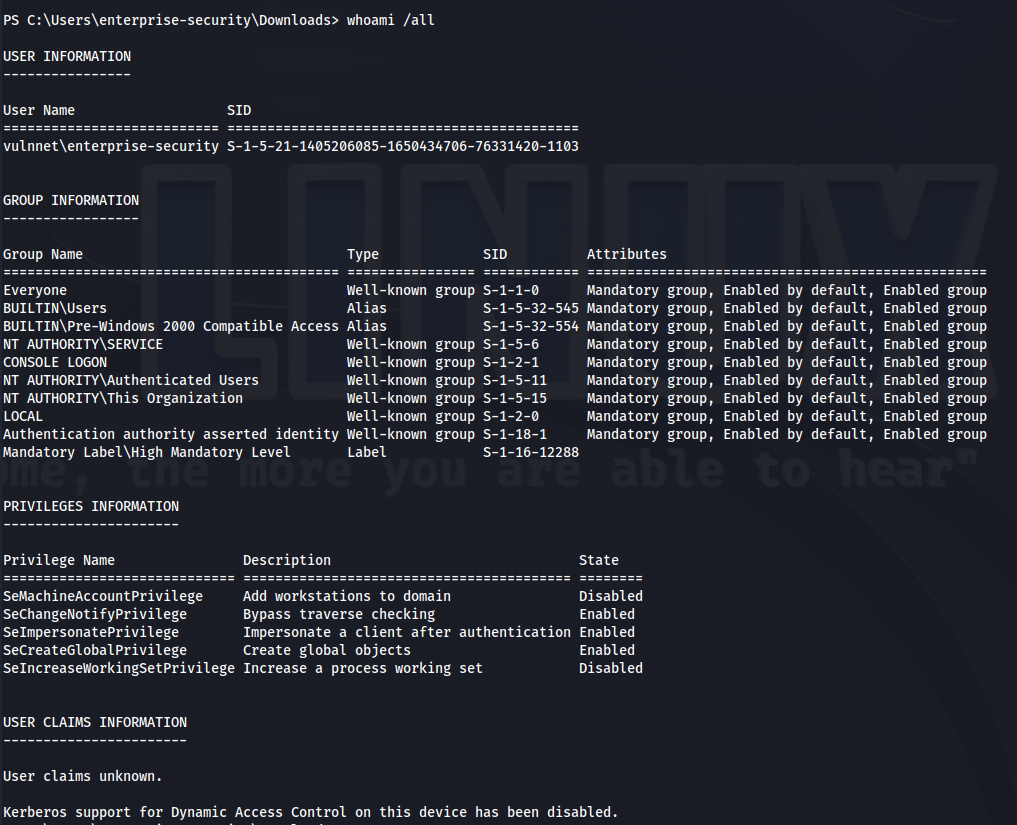 PS C:\Users\enterprise-security\Downloads> whoami /all
USER INFORMATION
----------------
User Name                   SID
=========================== ============================================
vulnnet\enterprise-security S-1-5-21-1405206085-1650434706-76331420-1103
GROUP INFORMATION
-----------------
Group Name                                 Type             SID          Attributes
========================================== ================ ============ ==================================================
Everyone                                   Well-known group S-1-1-0      Mandatory group, Enabled by default, Enabled group
BUILTIN\Users                              Alias            S-1-5-32-545 Mandatory group, Enabled by default, Enabled group
BUILTIN\Pre-Windows 2000 Compatible Access Alias            S-1-5-32-554 Mandatory group, Enabled by default, Enabled group
NT AUTHORITY\SERVICE                       Well-known group S-1-5-6      Mandatory group, Enabled by default, Enabled group
CONSOLE LOGON                              Well-known group S-1-2-1      Mandatory group, Enabled by default, Enabled group
NT AUTHORITY\Authenticated Users           Well-known group S-1-5-11     Mandatory group, Enabled by default, Enabled group
NT AUTHORITY\This Organization             Well-known group S-1-5-15     Mandatory group, Enabled by default, Enabled group
LOCAL                                      Well-known group S-1-2-0      Mandatory group, Enabled by default, Enabled group
Authentication authority asserted identity Well-known group S-1-18-1     Mandatory group, Enabled by default, Enabled group
Mandatory Label\High Mandatory Level       Label            S-1-16-12288
the more you are able to hear"
PRIVILEGES INFORMATION
----------------------
Privilege Name                Description                               State
============================= ========================================= ========
SeMachineAccountPrivilege     Add workstations to domain                Disabled
SeChangeNotifyPrivilege       Bypass traverse checking                  Enabled
SeImpersonatePrivilege        Impersonate a client after authentication Enabled
SeCreateGlobalPrivilege       Create global objects                     Enabled
SeIncreaseWorkingSetPrivilege Increase a process working set            Disabled
USER CLAIMS INFORMATION
-----------------------
User claims unknown.
Kerberos support for Dynamic Access Control on this device has been disabled.